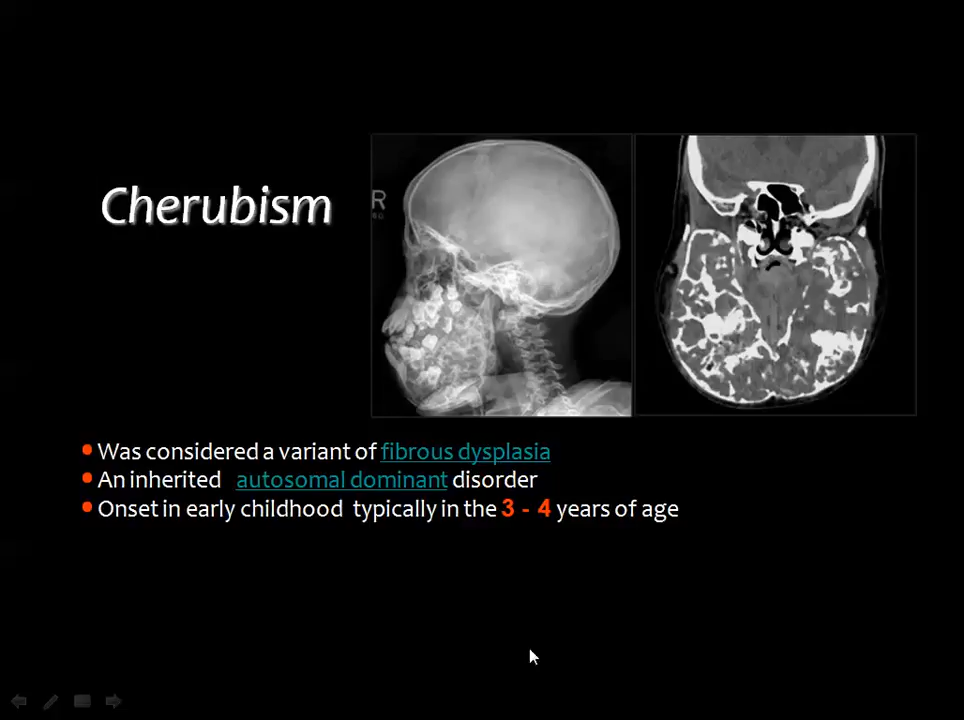 Cherubism
R
• Was considered a variant of fibrous dysplasia
• An inherited autosomal dominant disorder
• Onset in early childhood typically in the 3 - 4 years of age